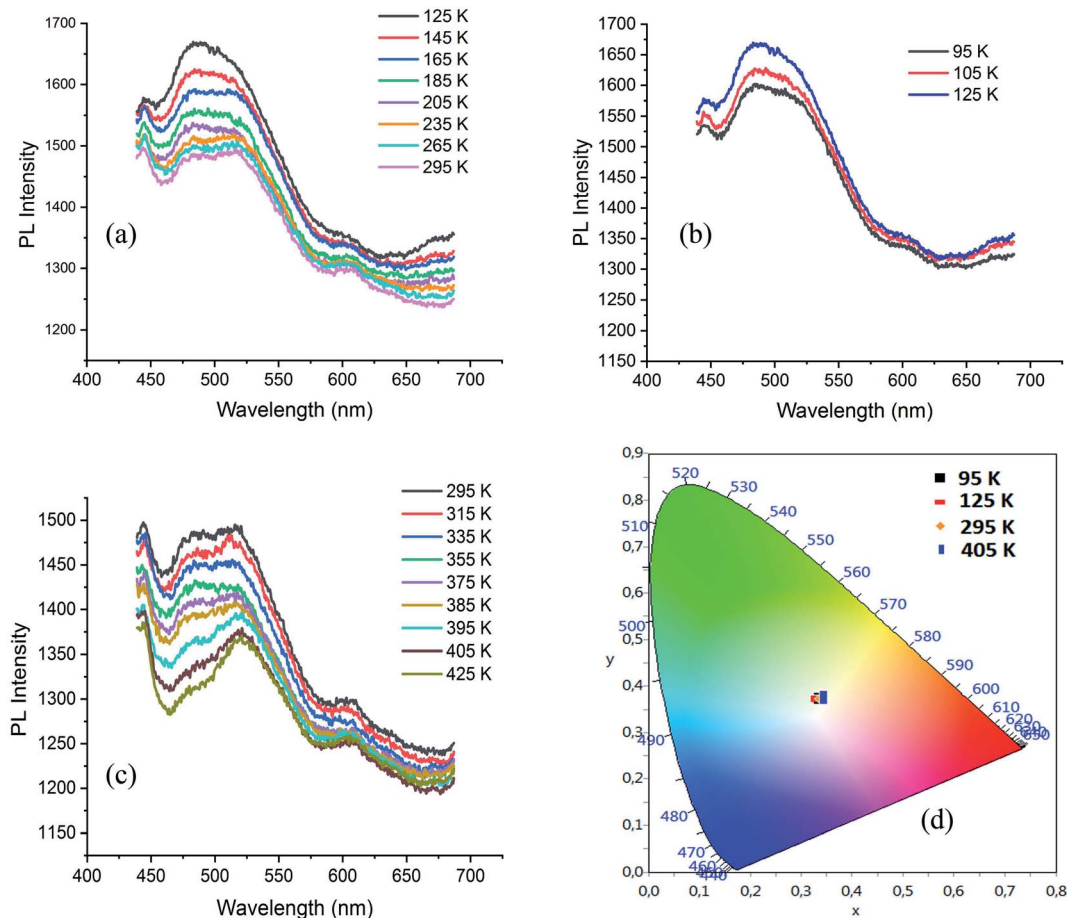 1700
1600
1500
1400
1300
1200
PL Intensity
400 450 500 550 600 650 700
Wavelength (nm)
125 K
145 K
165 K
185 K
205 K
235 K
265 K
295 K
(a)
1700
1650
1600
1550
1500
1450
1400
1350
1300
1250
1200
1150
PL Intensity
400 450 500 550 600 650 700
Wavelength (nm)
95 K
105 K
125 K
(b)
1500
1450
1400
1350
1300
1250
1200
1150
PL Intensity
400 450 500 550 600 650 700
Wavelength (nm)
295 K
315 K
335 K
355 K
375 K
385 K
395 K
405 K
425 K
(c)
0,9
0,8
0,7
0,6
0,5
0,4
0,3
0,2
0,1
0,0
y
0,0 0,1 0,2 0,3 0,4 0,5 0,6 0,7 0,8
x
95 K
125 K
295 K
405 K
520
530
540
550
560
570
580
590
600
610
620
650
510
500
490
480
470
460
440
(d)